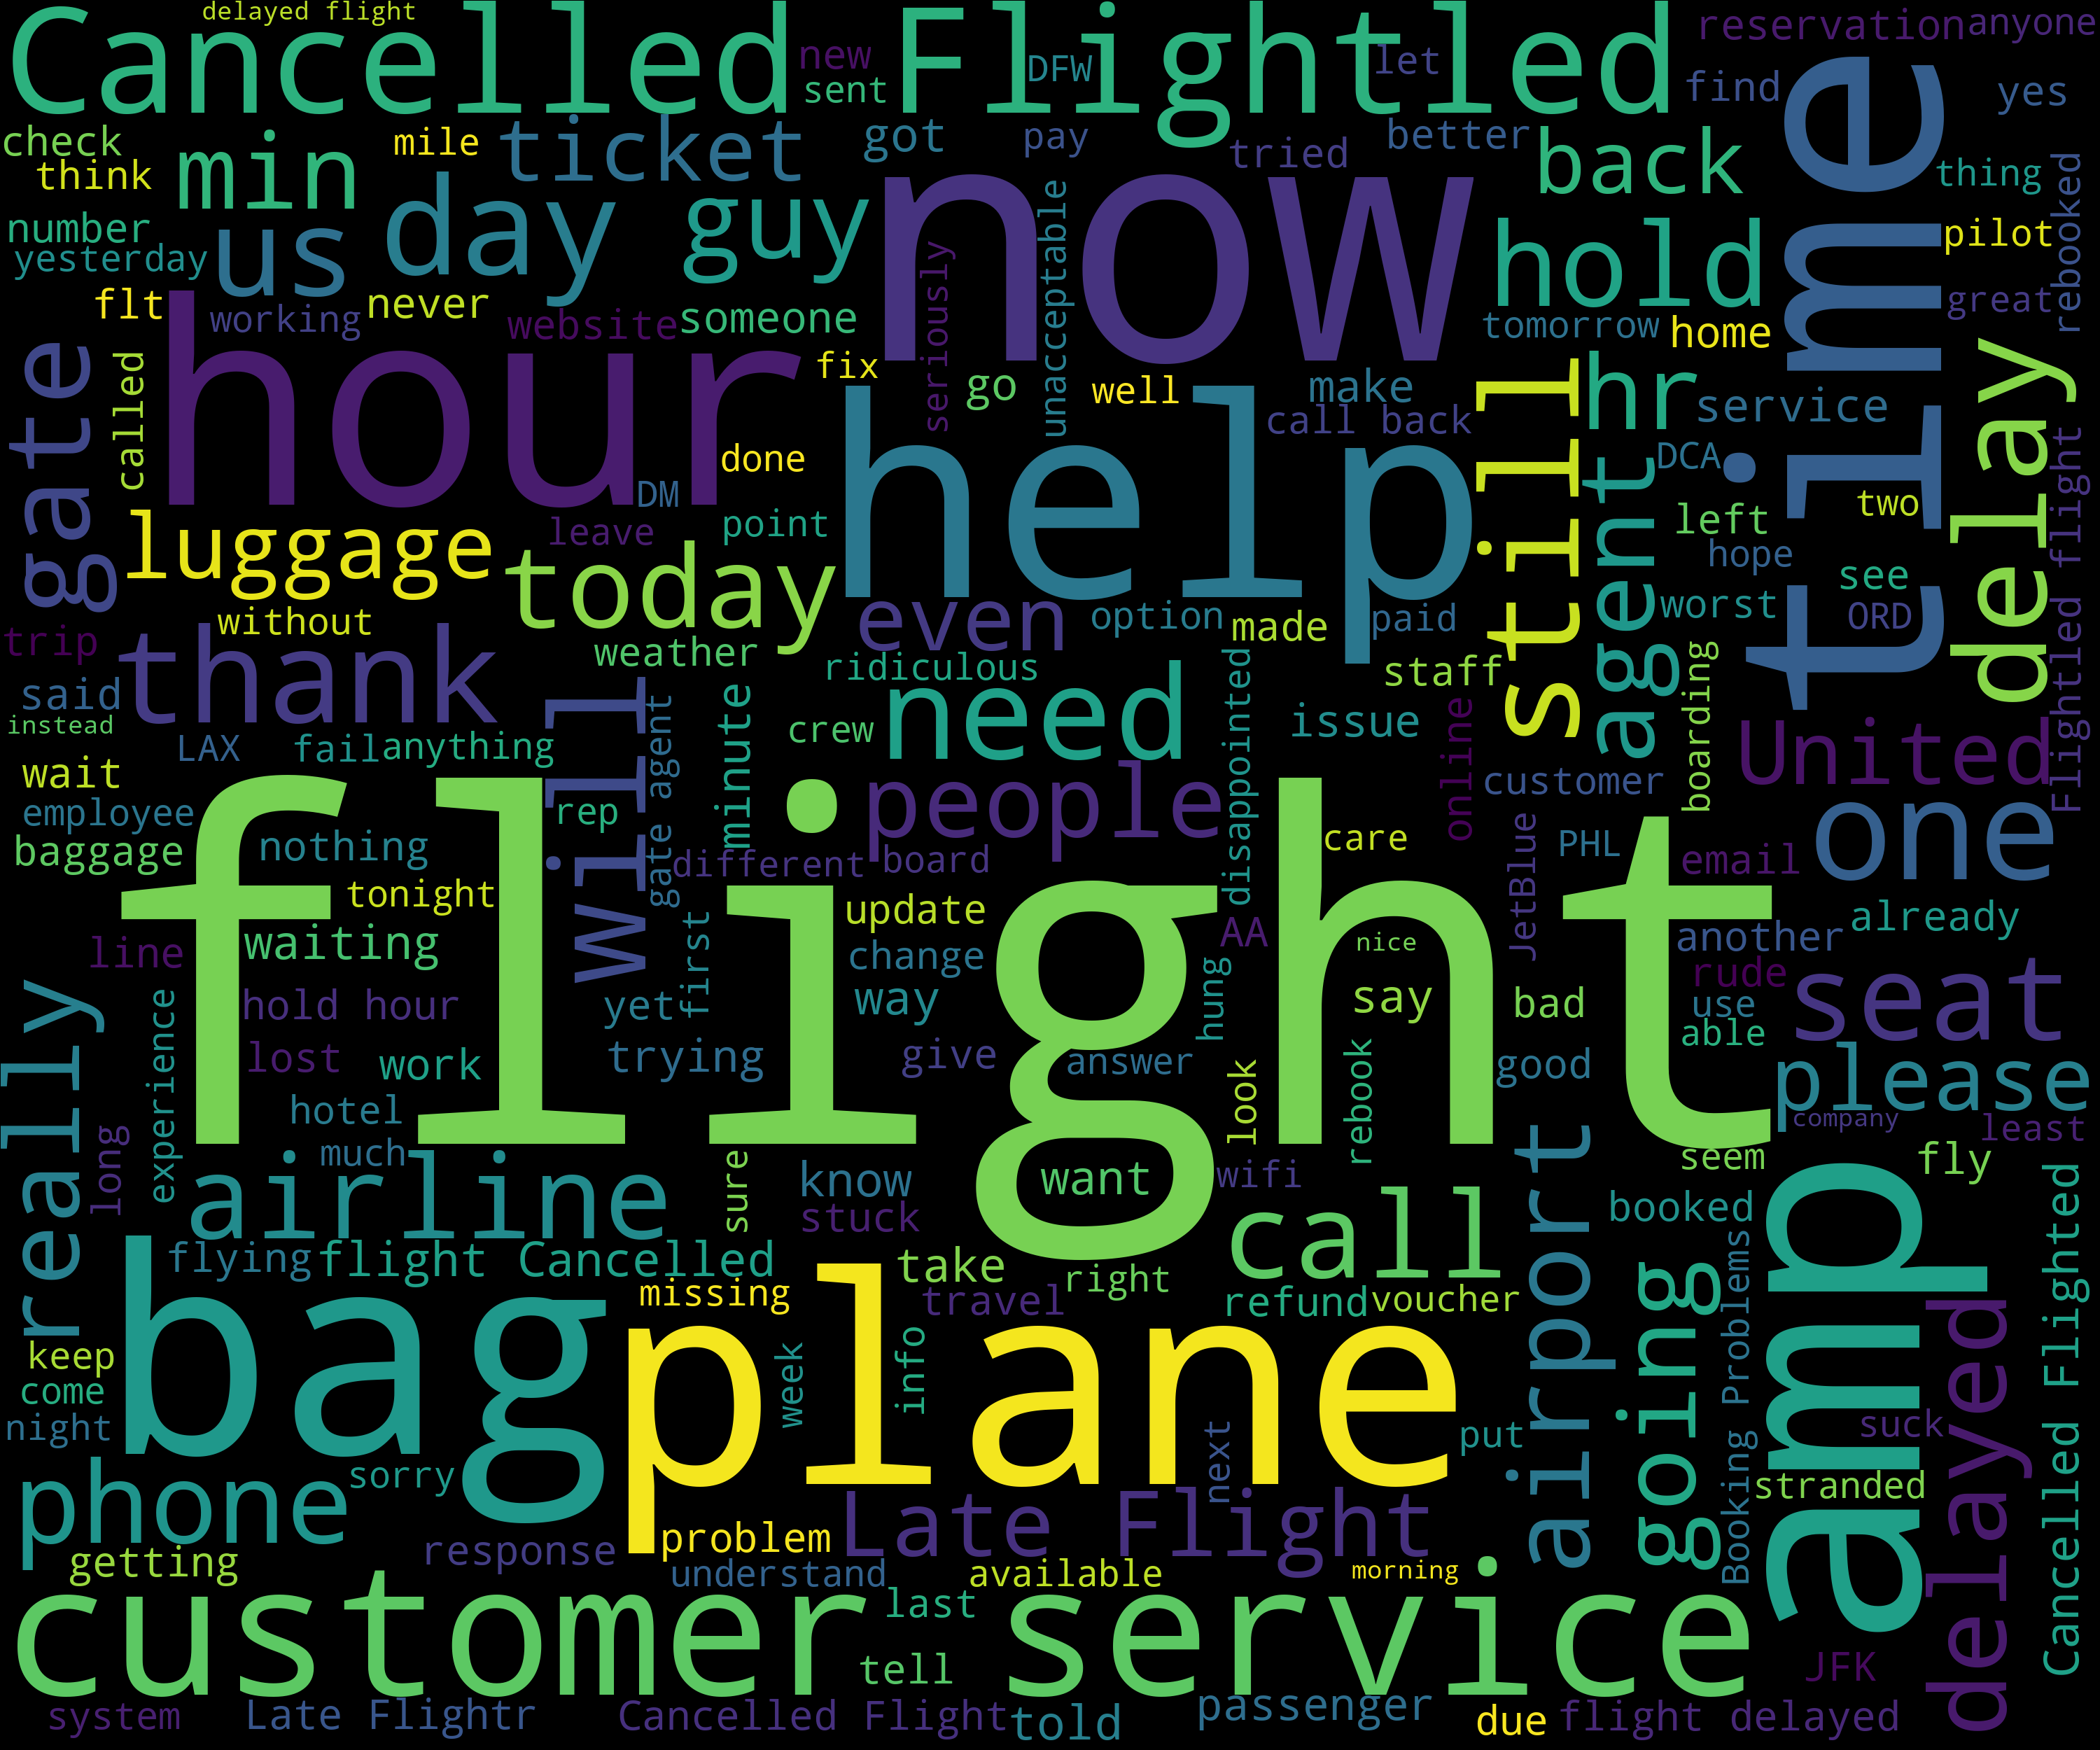 delayed flight
Cancelled Flightled
new
sent
DFW
let
reservation
anyone
find
yes
check
think
min
mile
ticket
got
pay
tried
better
back
time
thing
rebooked
number
yesterday
us
day
guy
now
unacceptable
seriously
hold
pilot
flt
working
never
website
someone
tomorrow
home
great
gate
called
hour
fix
go
well
make
call back
still
hr
service
delay
done
help
DM
DCA
agent
left
two
Flightled flight
luggage
leave
point
today
hope
see
without
even
option
made
paid
worst
ORD
trip
thank
weather
ridiculous
staff
boarding
said
instead
Will
minute
need
disappointed
issue
online
United
LAX
fail
anything
gate agent
crew
wait
employee
rep
people
customer
one
baggage
nothing
different
board
care
JetBlue
PHL
email
flight
tonight
update
AA
already
line
waiting
first
change
nice
another
really
experience
hold hour
yet
way
hung
say
bad
rude
use
seat
lost
work
trying
give
answer
look
rebook
good
able
please
long
hotel
company
least
much
sure
know
want
wifi
airport
seem
fly
airline
stuck
call
booked
amp
Cancelled Flighted
flying
flight Cancelled
take
right
going
Booking Problems
bag
missing
travel
refund
voucher
plane
delayed
keep
week
info
come
night
next
put
suck
phone
sorry
stranded
Late Flight
problem
getting
response
understand
available
morning
customer service
last
tell
JFK
system
Late Flightr
Cancelled Flight
told
passenger
due
flight delayed